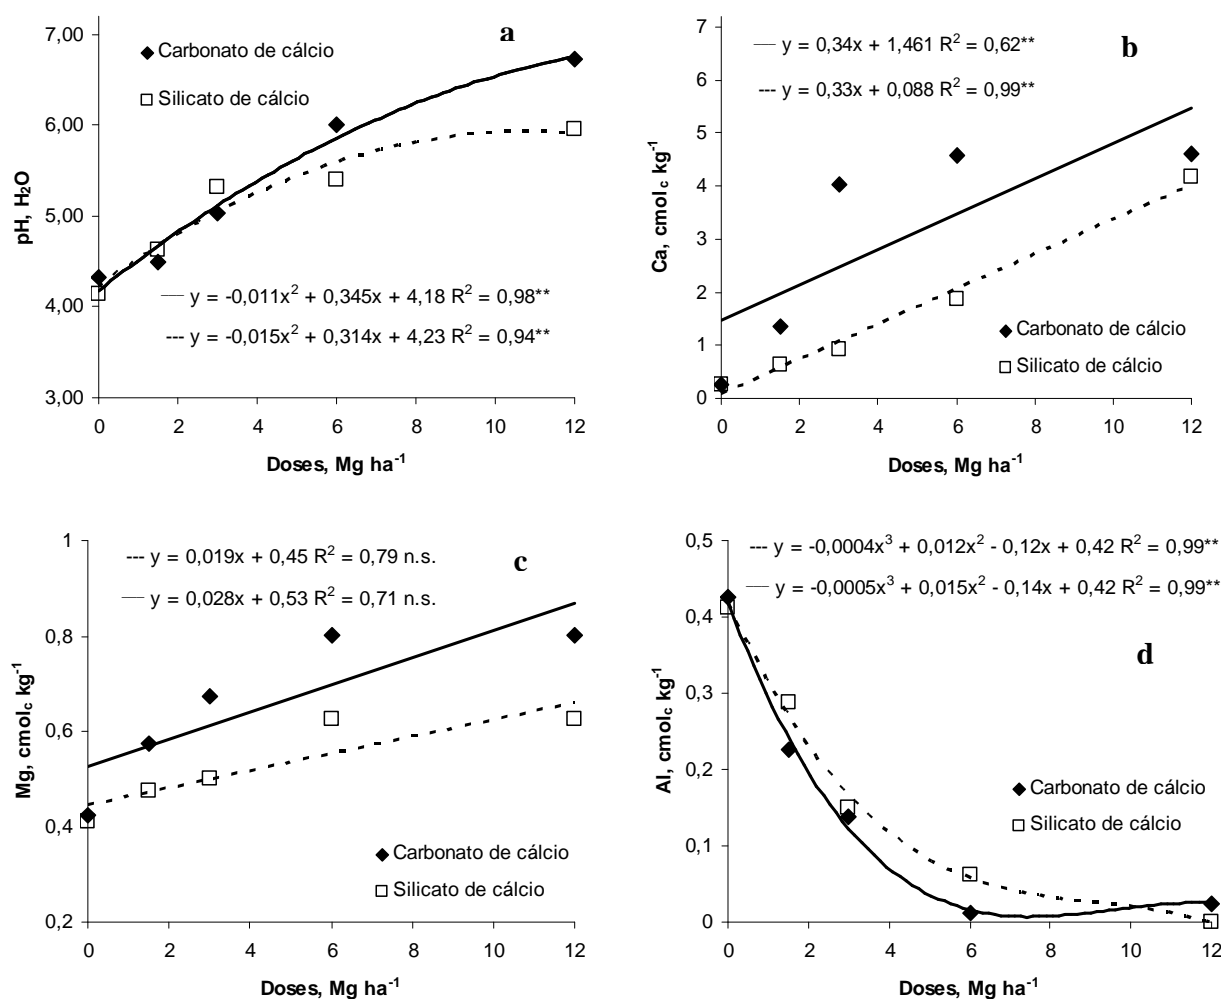 7,00
6,00
5,00
4,00
3,00
pH, H₂O
a
Carbonato de cálcio
Silicato de cálcio
— y = -0,011x² + 0,345x + 4,18 R² = 0,98**
--- y = -0,015x² + 0,314x + 4,23 R² = 0,94**
0 2 4 6 8 10 12
Doses, Mg ha⁻¹
7
6
5
4
3
2
1
0
Ca, cmol꜀ kg⁻¹
— y = 0,34x + 1,461 R² = 0,62**
--- y = 0,33x + 0,088 R² = 0,99**
b
Carbonato de cálcio
Silicato de cálcio
0 2 4 6 8 10 12
Doses, Mg ha⁻¹
1
0,8
0,6
0,4
0,2
Mg, cmol꜀ kg⁻¹
--- y = 0,019x + 0,45 R² = 0,79 n.s.
— y = 0,028x + 0,53 R² = 0,71 n.s.
c
Carbonato de cálcio
Silicato de cálcio
0 2 4 6 8 10 12
Doses, Mg ha⁻¹
0,5
0,4
0,3
0,2
0,1
0
Al, cmol꜀ kg⁻¹
--- y = -0,0004x³ + 0,012x² - 0,12x + 0,42 R² = 0,99**
— y = -0,0005x³ + 0,015x² - 0,14x + 0,42 R² = 0,99**
d
Carbonato de cálcio
Silicato de cálcio
0 2 4 6 8 10 12
Doses, Mg ha⁻¹